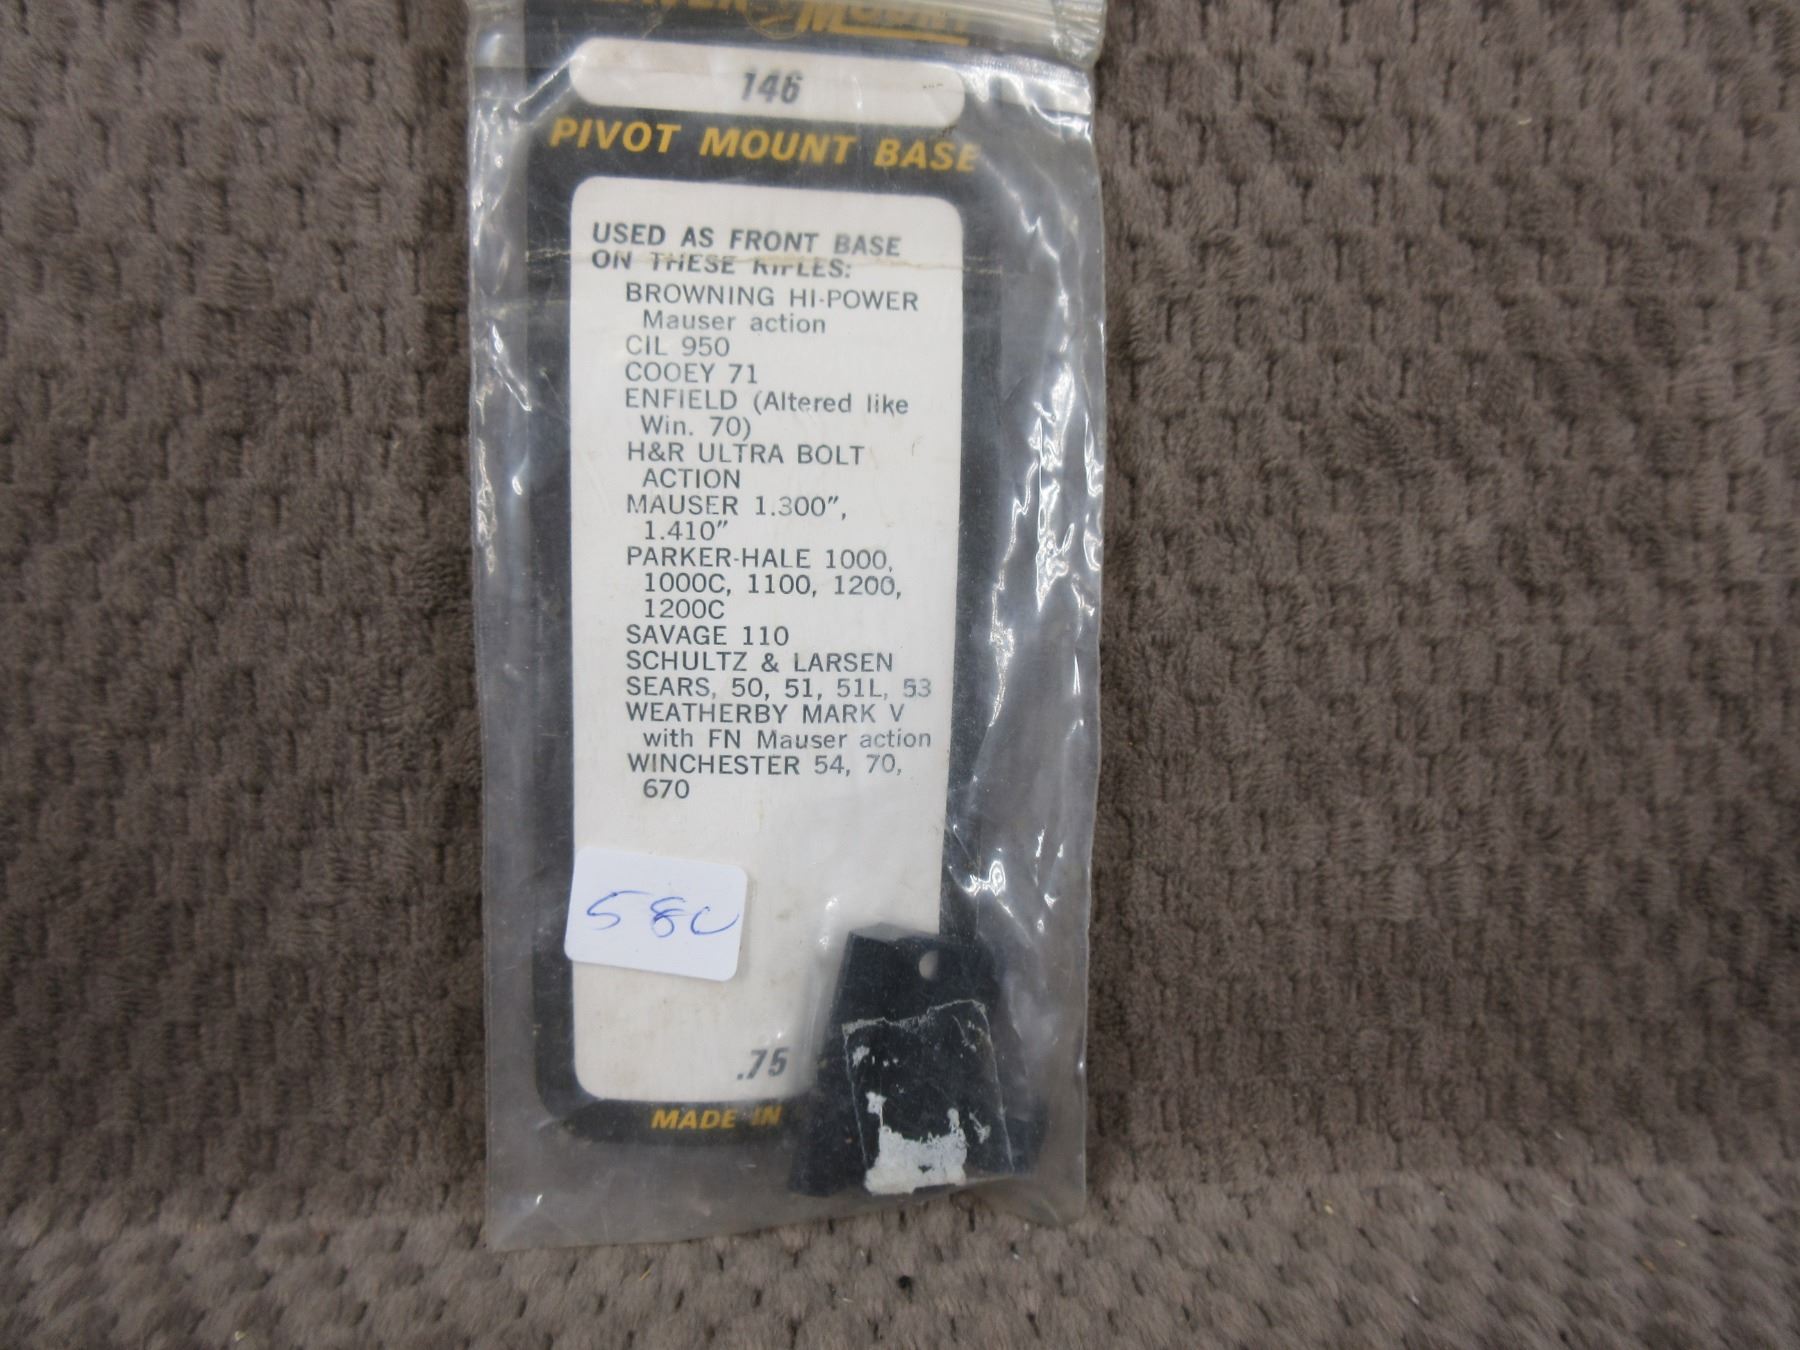 MOUNT
146
PIVOT MOUNT BASE
USED AS FRONT BASE
ON THESE RIFLES:
BROWNING HI-POWER
Mauser action
CIL 950
COOEY 71
ENFIELD (Altered like
Win. 70)
H&R ULTRA BOLT
ACTION
MAUSER 1.300″,
1.410″
PARKER-HALE 1000,
1000C, 1100, 1200,
1200C
SAVAGE 110
SCHULTZ & LARSEN
SEARS, 50, 51, 51L, 53
WEATHERBY MARK V
with FN Mauser action
WINCHESTER 54, 70,
670
.75
MADE IN